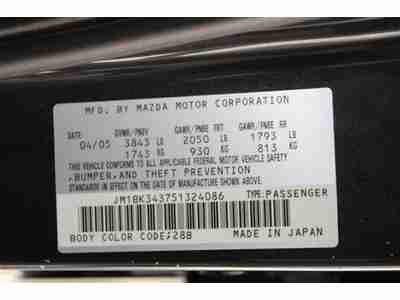 MFD. BY MAZDA MOTOR CORPORATION
GVWR/PNBV GAWR/PNBE FRT GAWR/PNBE RR
04/05 3843 LB 2050 LB 1793 LB
1743 KG 930 KG 813 KG
THIS VEHICLE CONFORMS TO ALL APPLICABLE FEDERAL MOTOR VEHICLE SAFETY
,BUMPER,AND THEFT PREVENTION
STANDARDS IN EFFECT ON THE DATE OF MANUFACTURE SHOWN ABOVE.
JM1BK343751324086 TYPE:PASSENGER
BODY COLOR CODE:28B MADE IN JAPAN